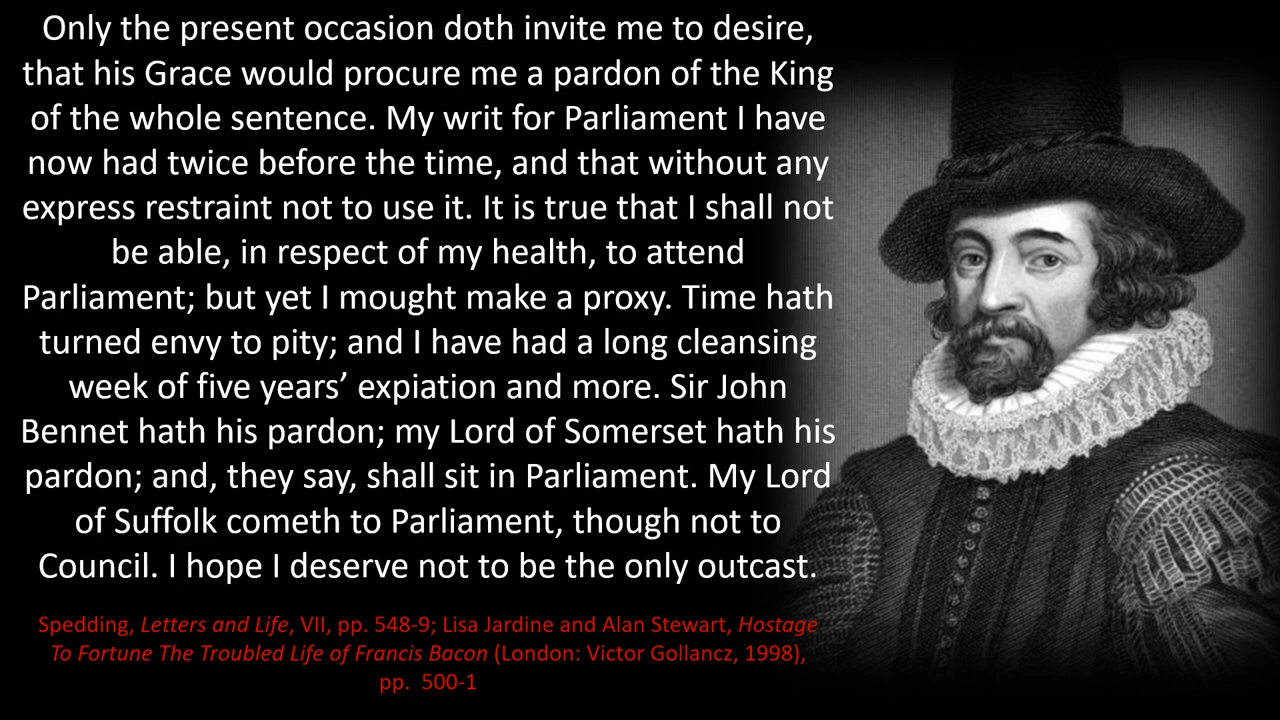 Only the present occasion doth invite me to desire,
that his Grace would procure me a pardon of the King
of the whole sentence. My writ for Parliament I have
now had twice before the time, and that without any
express restraint not to use it. It is true that I shall not
be able, in respect of my health, to attend
Parliament; but yet I mought make a proxy. Time hath
turned envy to pity; and I have had a long cleansing
week of five years’ expiation and more. Sir John
Bennet hath his pardon; my Lord of Somerset hath his
pardon; and, they say, shall sit in Parliament. My Lord
of Suffolk cometh to Parliament, though not to
Council. I hope I deserve not to be the only outcast.
Spedding, Letters and Life, VII, pp. 548-9; Lisa Jardine and Alan Stewart, Hostage
To Fortune The Troubled Life of Francis Bacon (London: Victor Gollancz, 1998),
pp. 500-1